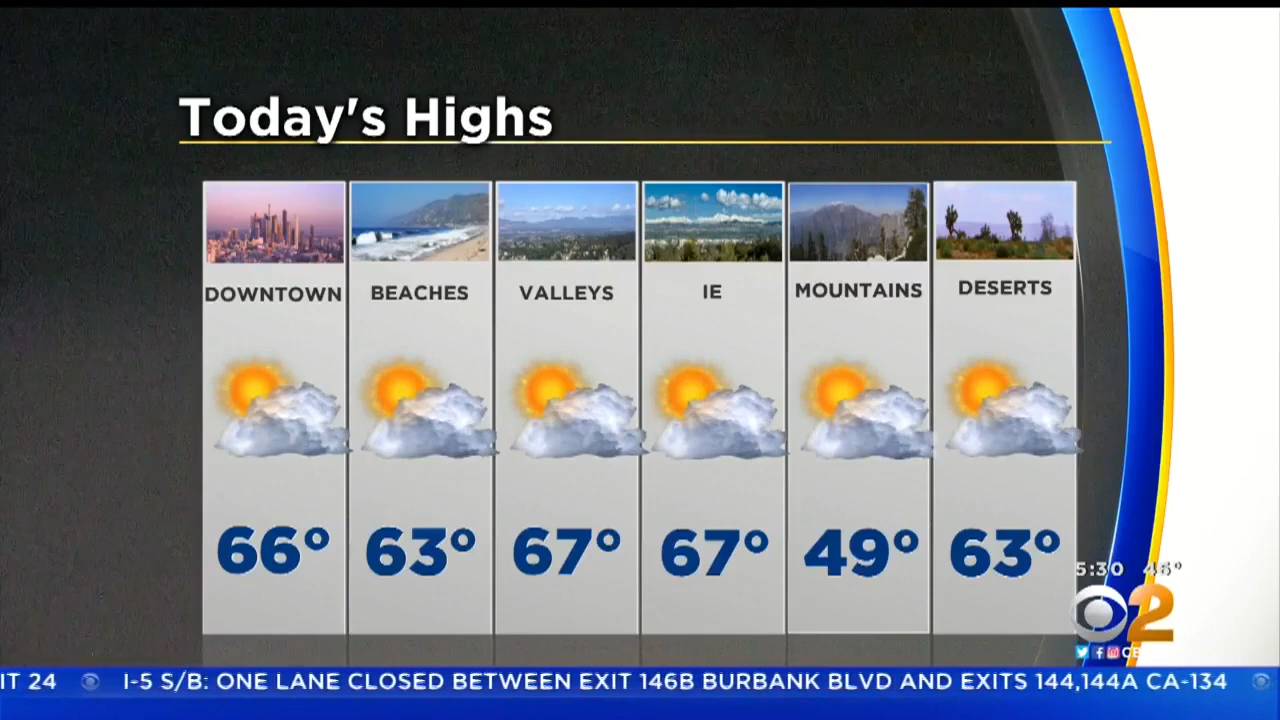 Today's Highs
DOWNTOWN
BEACHES
VALLEYS
IE
MOUNTAINS
DESERTS
66°
63°
67°
67°
49°
63°
5:30 46°
2
IT 24 I-5 S/B: ONE LANE CLOSED BETWEEN EXIT 146B BURBANK BLVD AND EXITS 144,144A CA-134